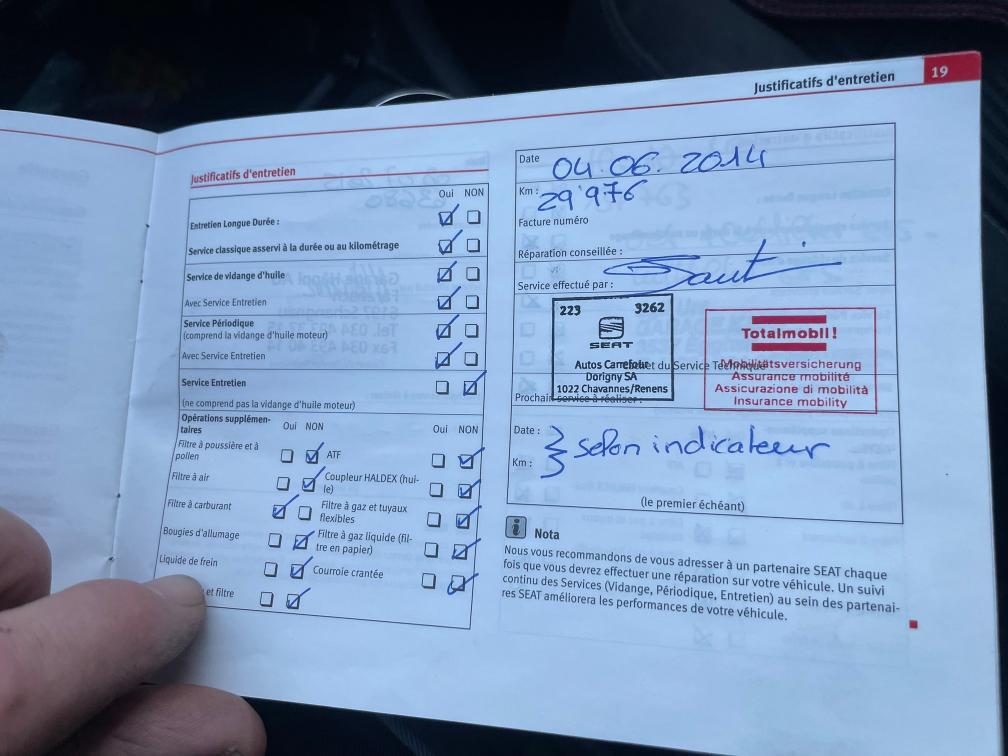 Justificatifs d'entretien 19
Justificatifs d'entretien
Oui NON
Entretien Longue Durée :
Service classique asservi à la durée ou au kilométrage
Service de vidange d'huile
Avec Service Entretien
Service Périodique
(comprend la vidange d'huile moteur)
Avec Service Entretien
Service Entretien
(ne comprend pas la vidange d'huile moteur)
Opérations supplémen-
taires
Oui NON
Oui NON
Filtre à poussière et à
pollen
ATF
Filtre à air
Coupleur HALDEX (hui-
le)
Filtre à carburant
Filtre à gaz et tuyaux
flexibles
Bougies d'allumage
Filtre à gaz liquide (fil-
tre en papier)
Liquide de frein
Courroie crantée
et filtre
Date 04.06.2014
Km : 29'976
Facture numéro
Réparation conseillée :
Service effectué par :
223 3262
SEAT
Autos Carrefour
Dorigny SA
1022 Chavannes/Renens
du Service Technique
Totalmobil!
Mobilitätsversicherung
Assurance mobilité
Assicurazione di mobilità
Insurance mobility
Prochain service à réaliser :
Date :
Km :
selon indicateur
(le premier échéant)
Nota
Nous vous recommandons de vous adresser à un partenaire SEAT chaque
fois que vous devrez effectuer une réparation sur votre véhicule. Un suivi
continu des Services (Vidange, Périodique, Entretien) au sein des partenai-
res SEAT améliorera les performances de votre véhicule.